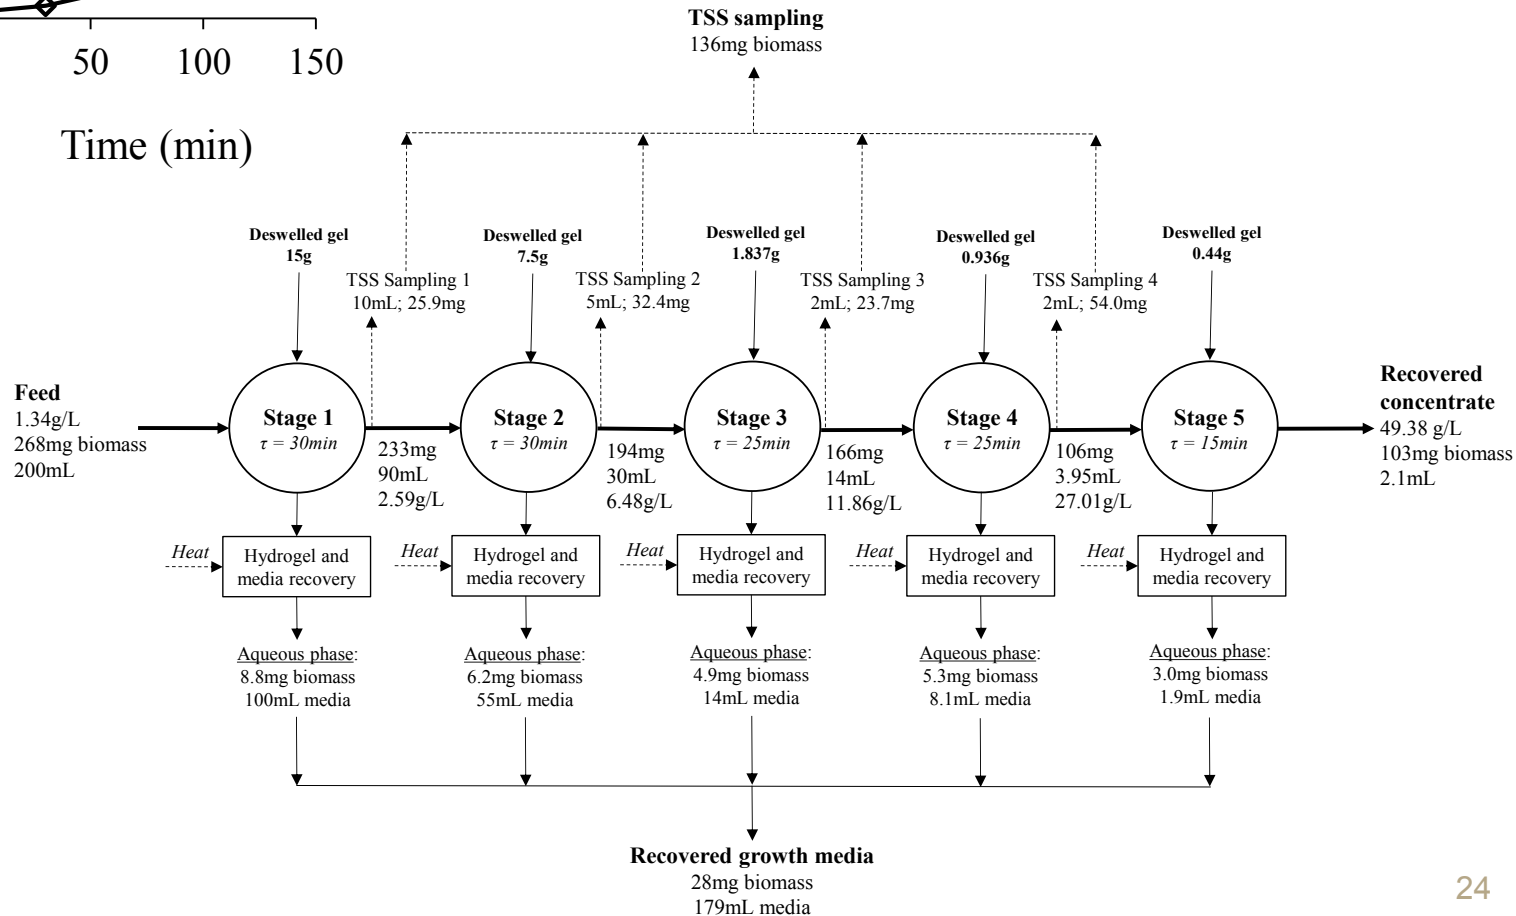 50 100 150
Time (min)
TSS sampling
136mg biomass
Deswelled gel
15g
Deswelled gel
7.5g
Deswelled gel
1.837g
Deswelled gel
0.936g
Deswelled gel
0.44g
TSS Sampling 1
10mL; 25.9mg
TSS Sampling 2
5mL; 32.4mg
TSS Sampling 3
2mL; 23.7mg
TSS Sampling 4
2mL; 54.0mg
Feed
1.34g/L
268mg biomass
200mL
Stage 1
τ = 30min
233mg
90mL
2.59g/L
Stage 2
τ = 30min
194mg
30mL
6.48g/L
Stage 3
τ = 25min
166mg
14mL
11.86g/L
Stage 4
τ = 25min
106mg
3.95mL
27.01g/L
Stage 5
τ = 15min
Recovered
concentrate
49.38 g/L
103mg biomass
2.1mL
Heat
Hydrogel and
media recovery
Heat
Hydrogel and
media recovery
Heat
Hydrogel and
media recovery
Heat
Hydrogel and
media recovery
Heat
Hydrogel and
media recovery
Aqueous phase:
8.8mg biomass
100mL media
Aqueous phase:
6.2mg biomass
55mL media
Aqueous phase:
4.9mg biomass
14mL media
Aqueous phase:
5.3mg biomass
8.1mL media
Aqueous phase:
3.0mg biomass
1.9mL media
Recovered growth media
28mg biomass
179mL media
24